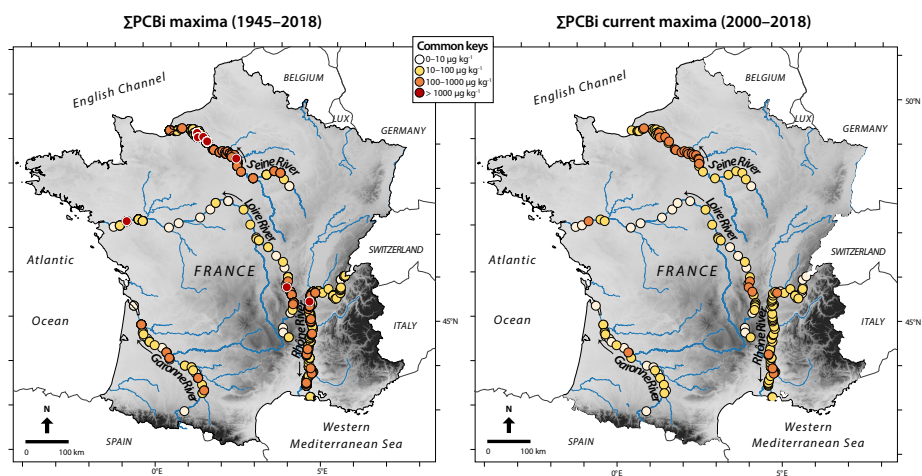 ΣPCBi maxima (1945–2018)
ΣPCBi current maxima (2000–2018)
Common keys
0–10 µg kg⁻¹
10–100 µg kg⁻¹
100–1000 µg kg⁻¹
> 1000 µg kg⁻¹
English Channel
BELGIUM
LUX
GERMANY
Seine River
Loire River
SWITZERLAND
Atlantic
FRANCE
Ocean
Rhône River
ITALY
45°N
Garonne River
N
0 100 km
SPAIN
Western
Mediterranean Sea
0°E
5°E
English Channel
BELGIUM
50°N
LUX
GERMANY
Seine River
Loire River
SWITZERLAND
Atlantic
FRANCE
Ocean
Rhône River
ITALY
45°N
Garonne River
N
0 100 km
SPAIN
Western
Mediterranean Sea
0°E
5°E